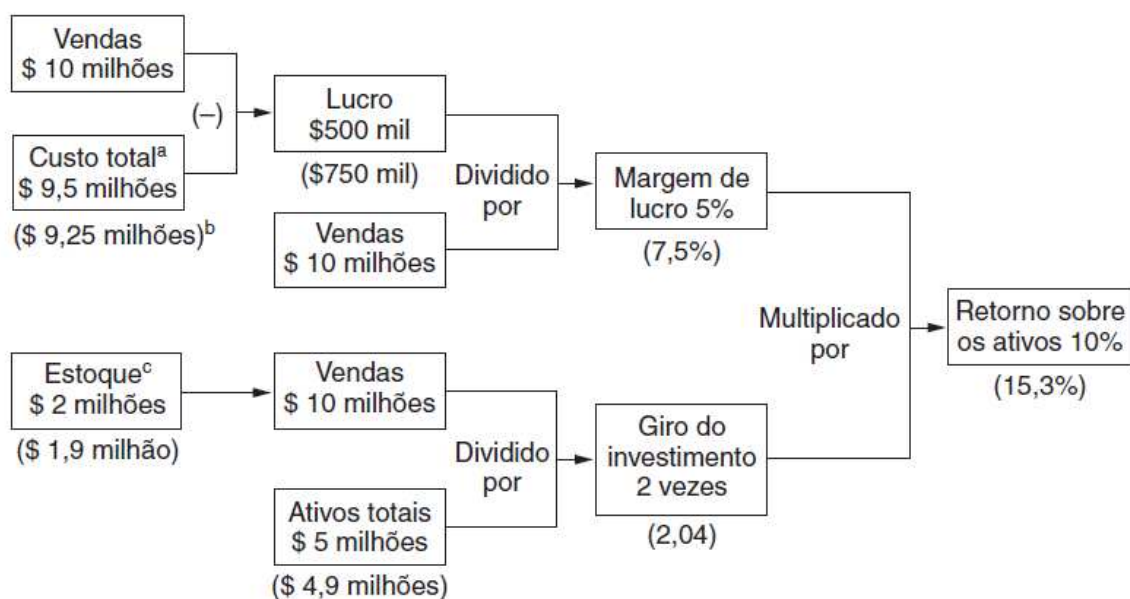 Vendas
$ 10 milhões
(–)
Custo totalᵃ
$ 9,5 milhões
($ 9,25 milhões)ᵇ
Lucro
$500 mil
($750 mil)
Vendas
$ 10 milhões
Dividido
por
Margem de
lucro 5%
(7,5%)
Estoqueᶜ
$ 2 milhões
($ 1,9 milhão)
Vendas
$ 10 milhões
Ativos totais
$ 5 milhões
($ 4,9 milhões)
Dividido
por
Giro do
investimento
2 vezes
(2,04)
Multiplicado
por
Retorno sobre
os ativos 10%
(15,3%)